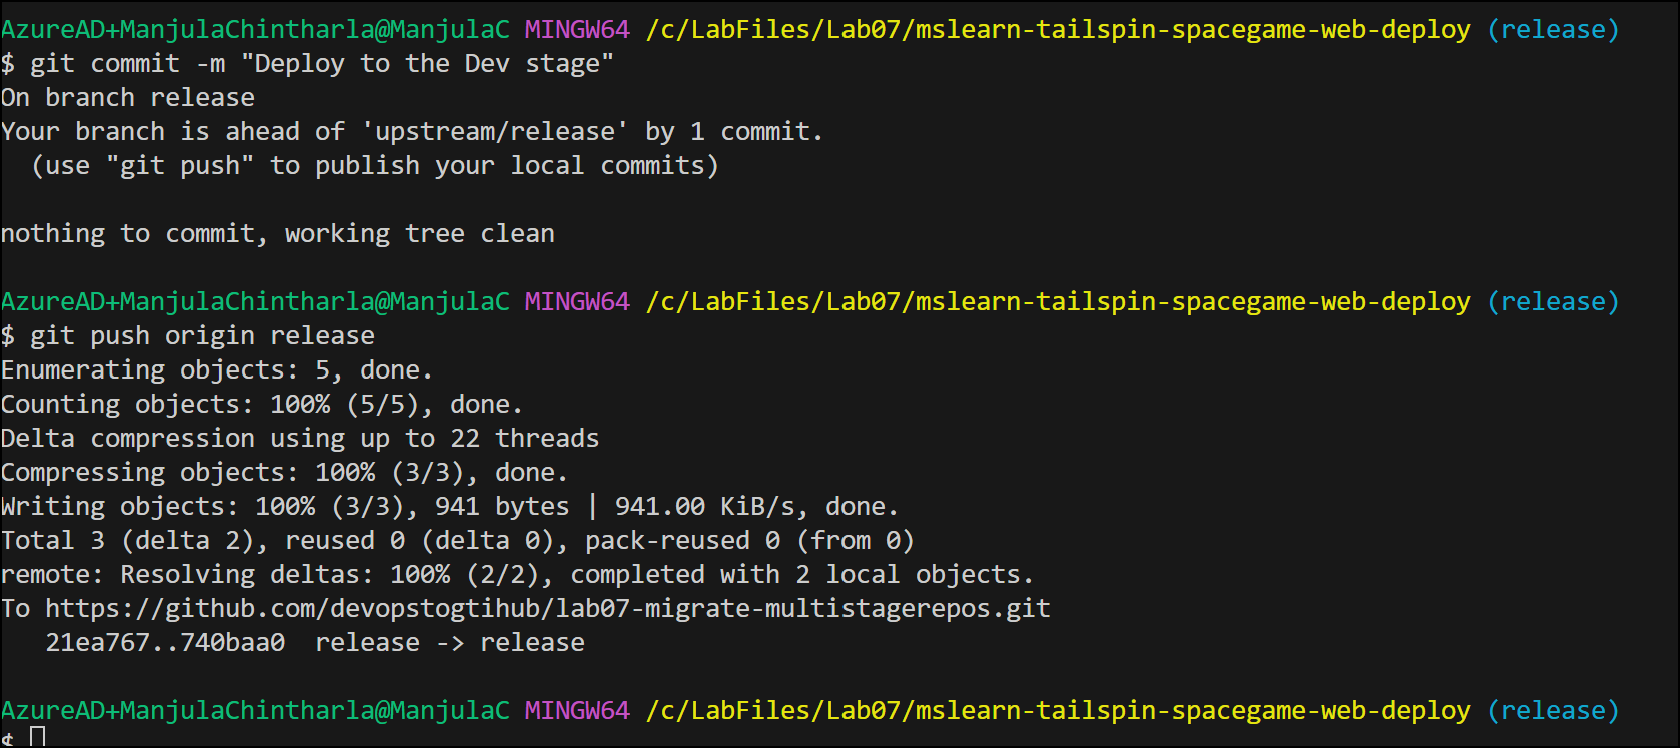 AzureAD+ManjulaChintharla@ManjulaC MINGW64 /c/LabFiles/Lab07/mslearn-tailspin-spacegame-web-deploy (release)
$ git commit -m "Deploy to the Dev stage"
On branch release
Your branch is ahead of 'upstream/release' by 1 commit.
  (use "git push" to publish your local commits)

nothing to commit, working tree clean

AzureAD+ManjulaChintharla@ManjulaC MINGW64 /c/LabFiles/Lab07/mslearn-tailspin-spacegame-web-deploy (release)
$ git push origin release
Enumerating objects: 5, done.
Counting objects: 100% (5/5), done.
Delta compression using up to 22 threads
Compressing objects: 100% (3/3), done.
Writing objects: 100% (3/3), 941 bytes | 941.00 KiB/s, done.
Total 3 (delta 2), reused 0 (delta 0), pack-reused 0 (from 0)
remote: Resolving deltas: 100% (2/2), completed with 2 local objects.
To https://github.com/devopstogtihub/lab07-migrate-multistagerepos.git
   21ea767..740baa0  release -> release

AzureAD+ManjulaChintharla@ManjulaC MINGW64 /c/LabFiles/Lab07/mslearn-tailspin-spacegame-web-deploy (release)
$